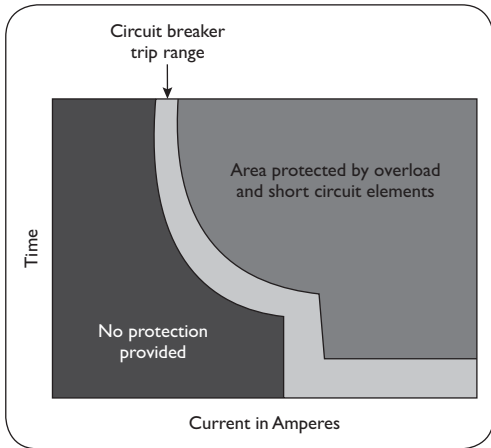 Circuit breaker
trip range
Area protected by overload
and short circuit elements
Time
No protection
provided
Current in Amperes